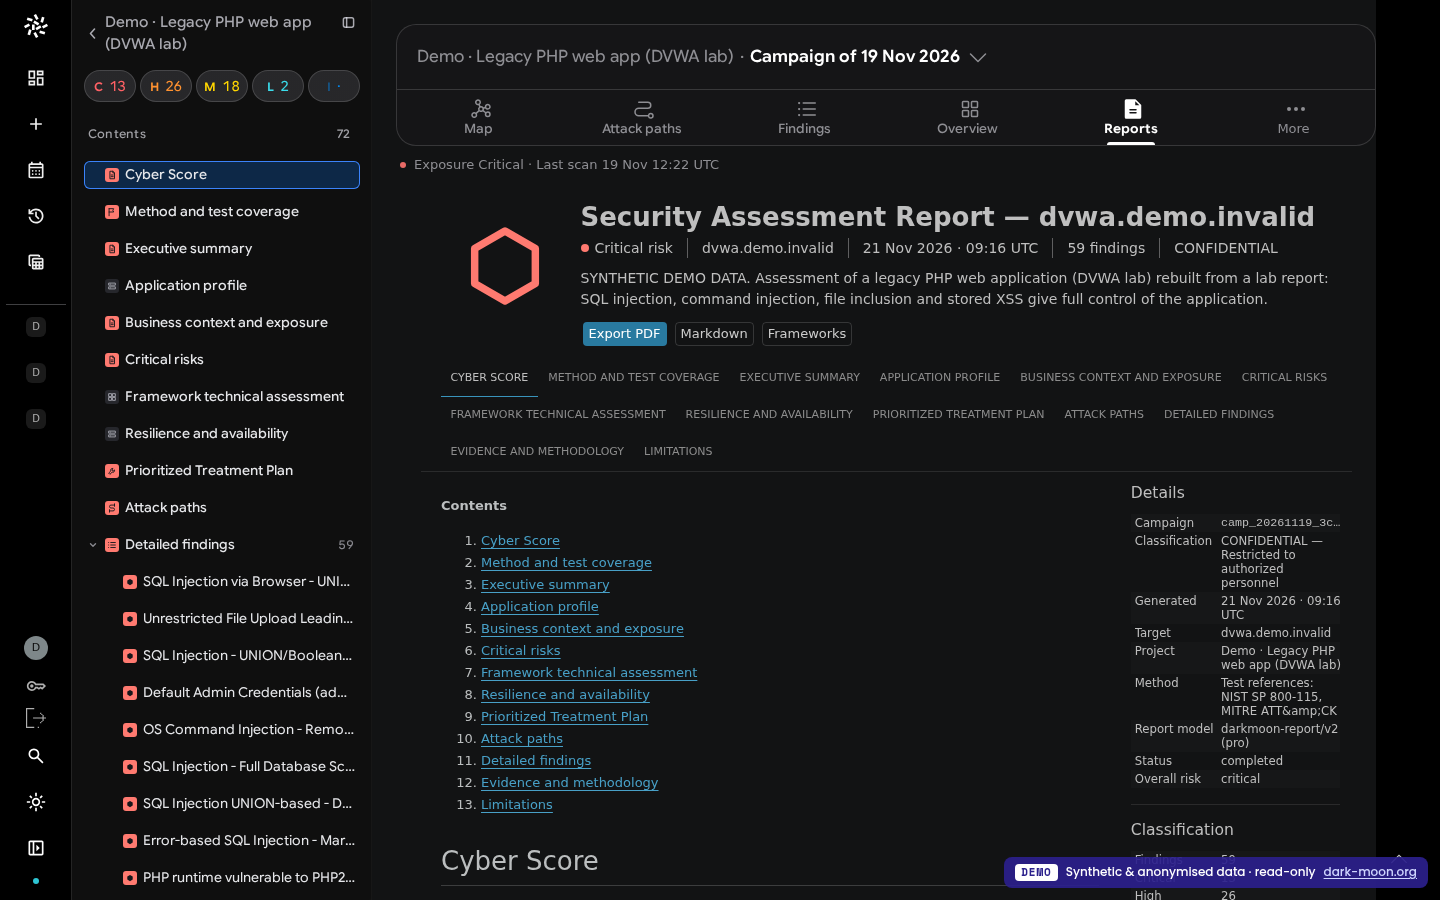 Demo · Legacy PHP web app
(DVWA lab)
C 13
H 26
M 18
L 2
I ·
Contents 72
Cyber Score
Method and test coverage
Executive summary
Application profile
Business context and exposure
Critical risks
Framework technical assessment
Resilience and availability
Prioritized Treatment Plan
Attack paths
Detailed findings 59
SQL Injection via Browser - UNI...
Unrestricted File Upload Leadin...
SQL Injection - UNION/Boolean...
Default Admin Credentials (ad...
OS Command Injection - Remo...
SQL Injection - Full Database Sc...
SQL Injection UNION-based - D...
Error-based SQL Injection - Mar...
PHP runtime vulnerable to PHP2...
D
D
D
D
Demo · Legacy PHP web app (DVWA lab) · Campaign of 19 Nov 2026
Map
Attack paths
Findings
Overview
Reports
More
Exposure Critical · Last scan 19 Nov 12:22 UTC
Security Assessment Report — dvwa.demo.invalid
Critical risk
dvwa.demo.invalid
21 Nov 2026 · 09:16 UTC
59 findings
CONFIDENTIAL
SYNTHETIC DEMO DATA. Assessment of a legacy PHP web application (DVWA lab) rebuilt from a lab report:
SQL injection, command injection, file inclusion and stored XSS give full control of the application.
Export PDF
Markdown
Frameworks
CYBER SCORE
METHOD AND TEST COVERAGE
EXECUTIVE SUMMARY
APPLICATION PROFILE
BUSINESS CONTEXT AND EXPOSURE
CRITICAL RISKS
FRAMEWORK TECHNICAL ASSESSMENT
RESILIENCE AND AVAILABILITY
PRIORITIZED TREATMENT PLAN
ATTACK PATHS
DETAILED FINDINGS
EVIDENCE AND METHODOLOGY
LIMITATIONS
Contents
1. Cyber Score
2. Method and test coverage
3. Executive summary
4. Application profile
5. Business context and exposure
6. Critical risks
7. Framework technical assessment
8. Resilience and availability
9. Prioritized Treatment Plan
10. Attack paths
11. Detailed findings
12. Evidence and methodology
13. Limitations
Cyber Score
Details
Campaign camp_20261119_3c...
Classification CONFIDENTIAL —
Restricted to
authorized
personnel
Generated 21 Nov 2026 · 09:16
UTC
Target dvwa.demo.invalid
Project Demo · Legacy PHP
web app (DVWA lab)
Method Test references:
NIST SP 800-115,
MITRE ATT&amp;CK
Report model darkmoon-report/v2
(pro)
Status completed
Overall risk critical
Classification
Findings 59
DEMO Synthetic & anonymised data · read-only dark-moon.org
High 26